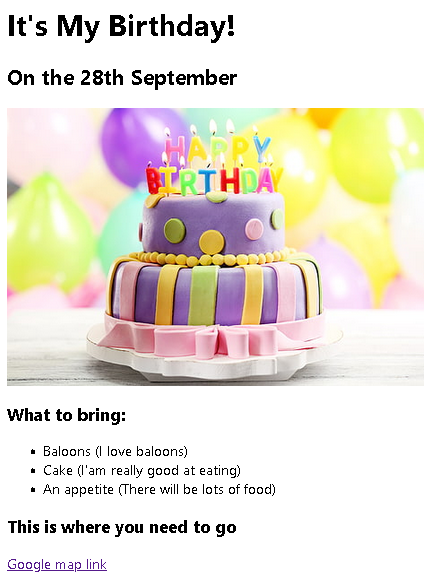 It's My Birthday!
On the 28th September
HAPPY
BIRTHDAY
What to bring:
Baloons (I love baloons)
Cake (I'am really good at eating)
An appetite (There will be lots of food)
This is where you need to go
Google map link